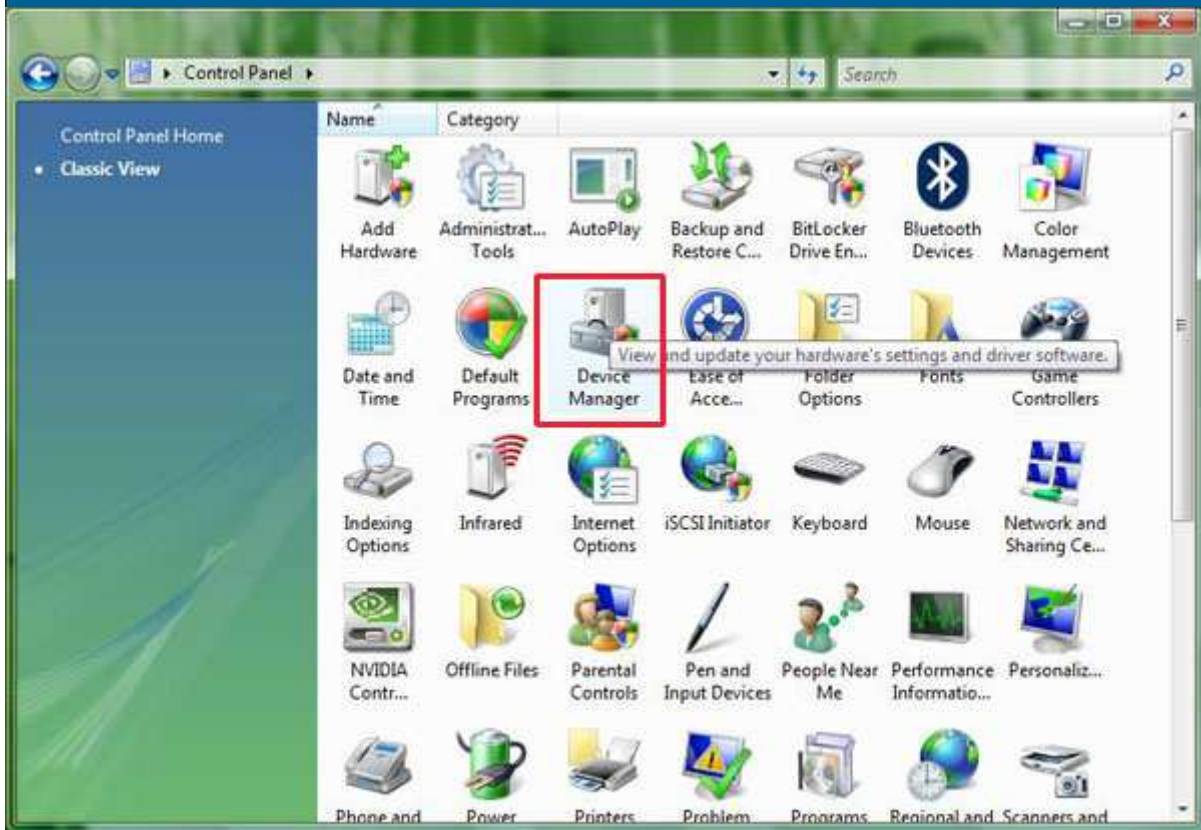 Control Panel
Search
Control Panel Home
Classic View
Name Category
Add Hardware
Administrat... Tools
AutoPlay
Backup and Restore C...
BitLocker Drive En...
Bluetooth Devices
Color Management
Date and Time
Default Programs
Device Manager
View and update your hardware's settings and driver software.
Ease of Acce...
Folder Options
Fonts
Game Controllers
Indexing Options
Infrared
Internet Options
iSCSI Initiator
Keyboard
Mouse
Network and Sharing Ce...
NVIDIA Contr...
Offline Files
Parental Controls
Pen and Input Devices
People Near Me
Performance Informatio...
Personaliz...
Phone and
Power
Printers
Problem
Programs
Regional and
Scanners and